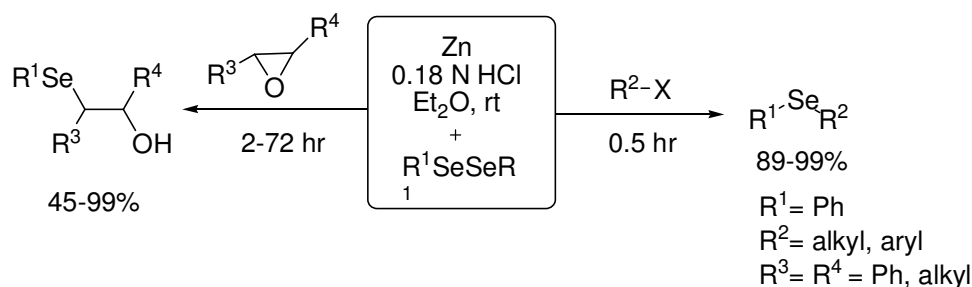 R¹Se
R⁴
R³
OH
45-99%
R³
R⁴
O
2-72 hr
Zn
0.18 N HCl
Et₂O, rt
+
R¹SeSeR
1
R²-X
0.5 hr
R¹ Se R²
89-99%
R¹= Ph
R²= alkyl, aryl
R³= R⁴ = Ph, alkyl